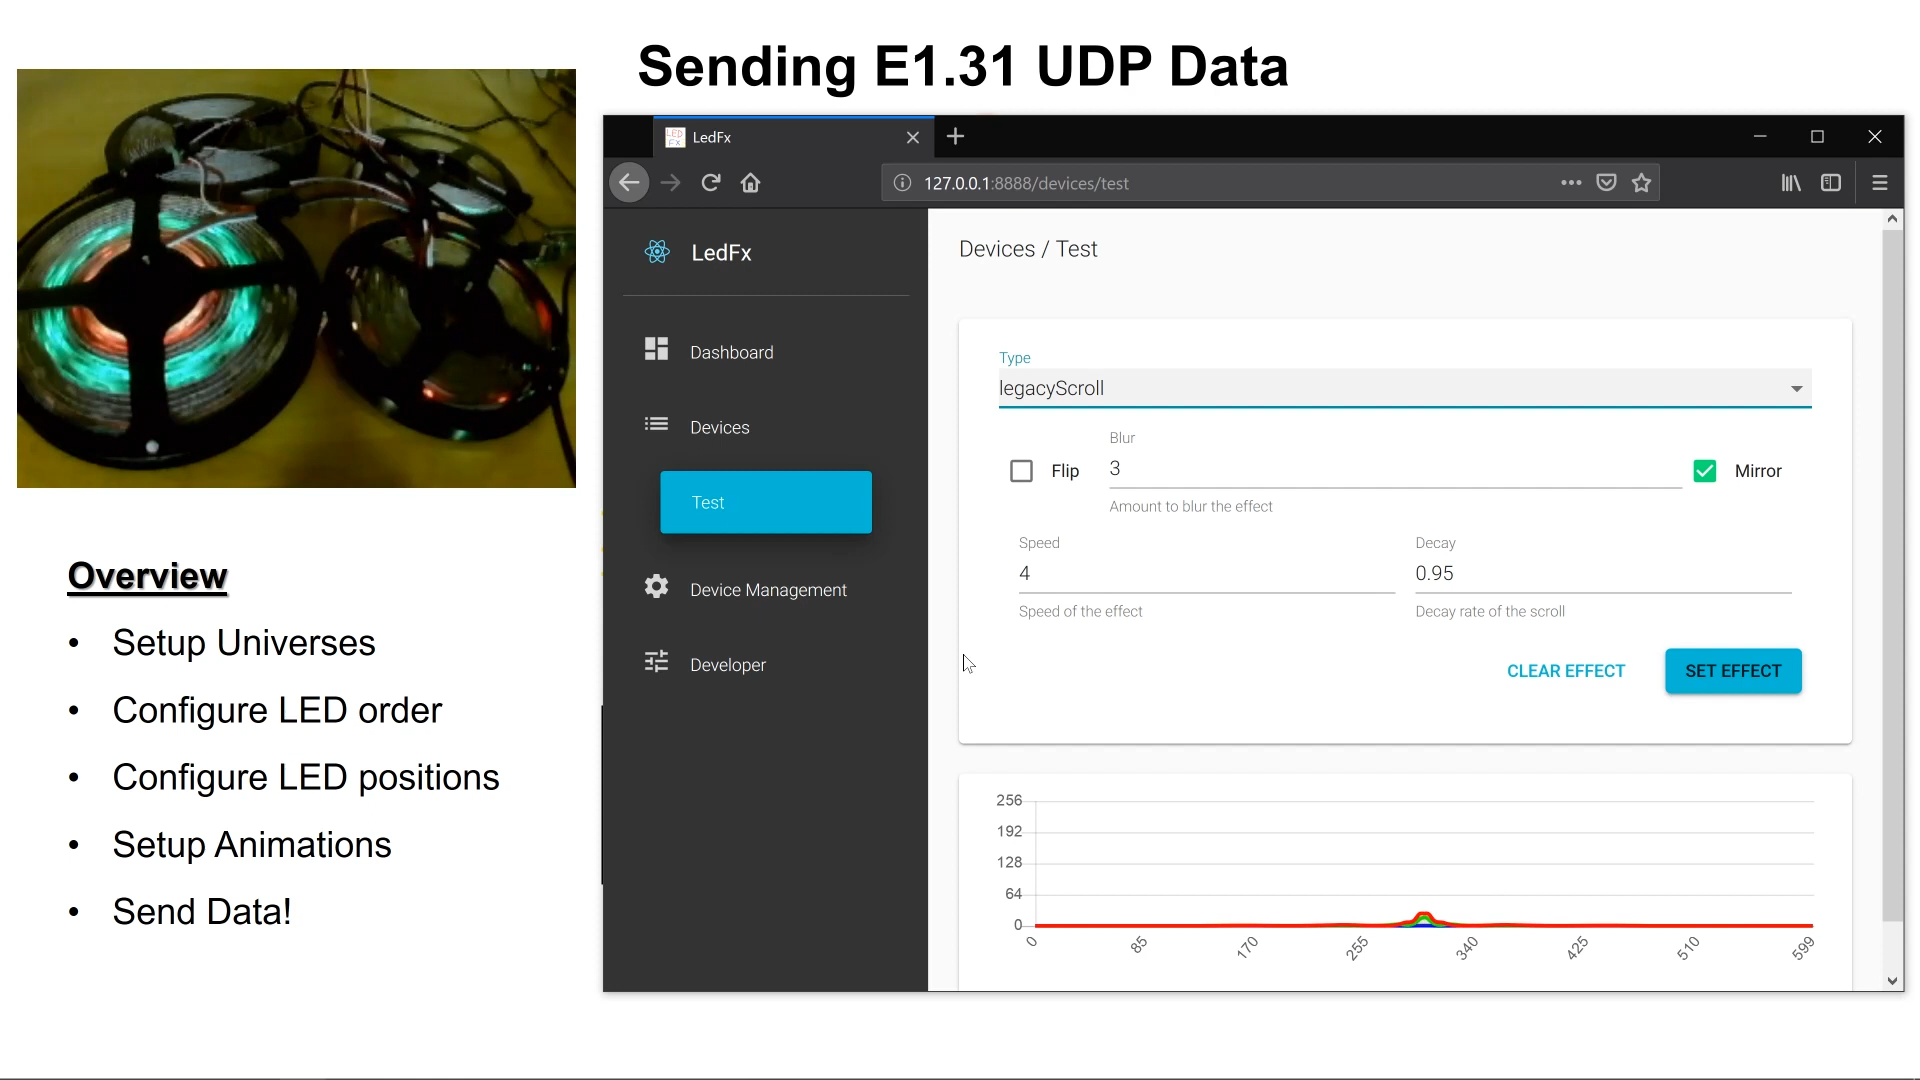 Sending E1.31 UDP Data
LED
FX
LedFx
127.0.0.1:8888/devices/test
LedFx
Dashboard
Devices
Test
Device Management
Developer
Devices / Test
Type
legacyScroll
Flip
Blur
3
Amount to blur the effect
Mirror
Speed
4
Speed of the effect
Decay
0.95
Decay rate of the scroll
CLEAR EFFECT
SET EFFECT
256
192
128
64
0
0
85
170
255
340
425
510
599
Overview
• Setup Universes
• Configure LED order
• Configure LED positions
• Setup Animations
• Send Data!